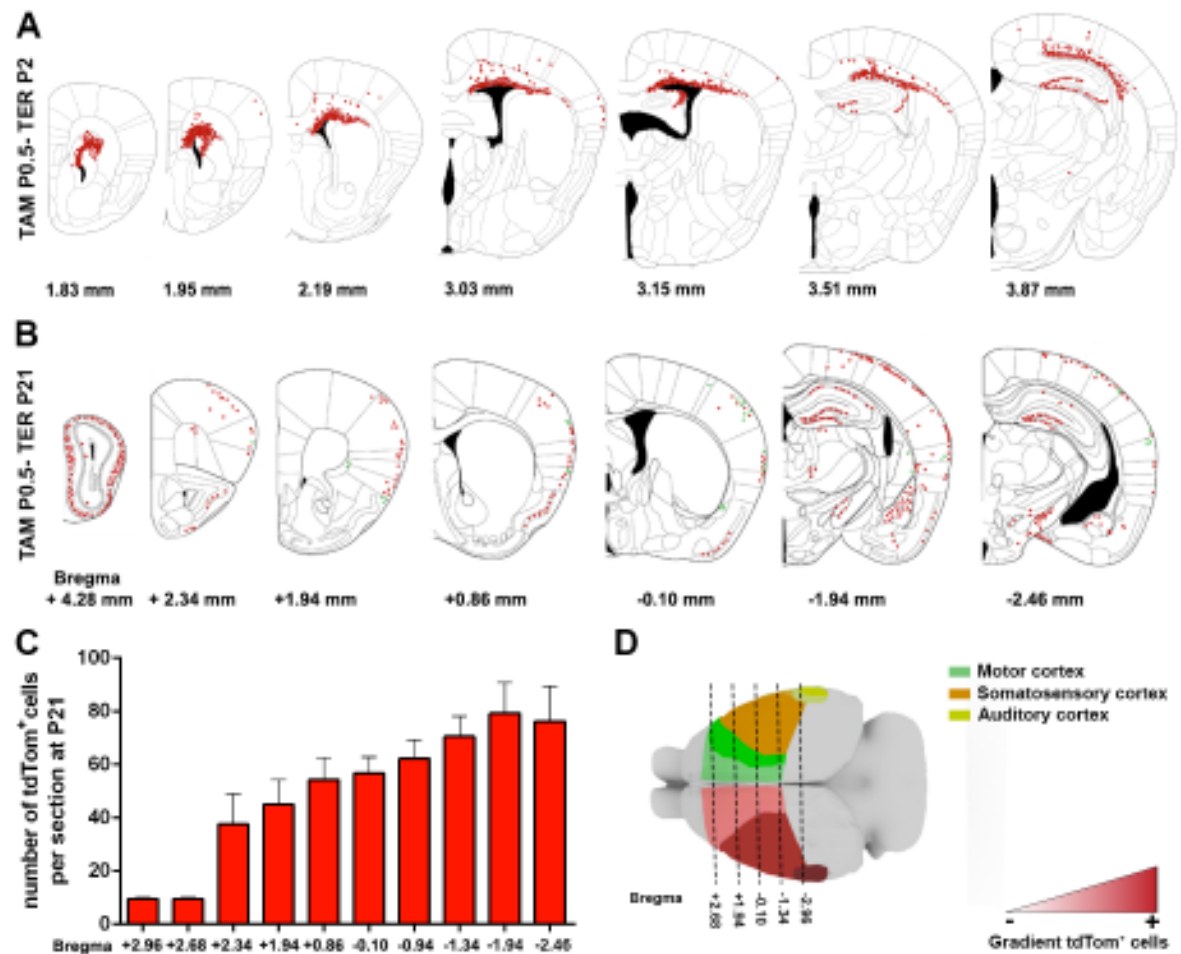 A
TAM P0.5- TER P2
1.83 mm
1.95 mm
2.19 mm
3.03 mm
3.15 mm
3.51 mm
3.87 mm
B
TAM P0.5- TER P21
Bregma
+ 4.28 mm
+ 2.34 mm
+1.94 mm
+0.86 mm
-0.10 mm
-1.94 mm
-2.46 mm
C
number of tdTom⁺ cells
per section at P21
100
80
60
40
20
0
Bregma +2.96 +2.68 +2.34 +1.94 +0.86 -0.10 -0.94 -1.34 -1.94 -2.46
D
Motor cortex
Somatosensory cortex
Auditory cortex
Bregma
+2.68
+1.94
-0.10
-1.34
-2.96
- +
Gradient tdTom⁺ cells